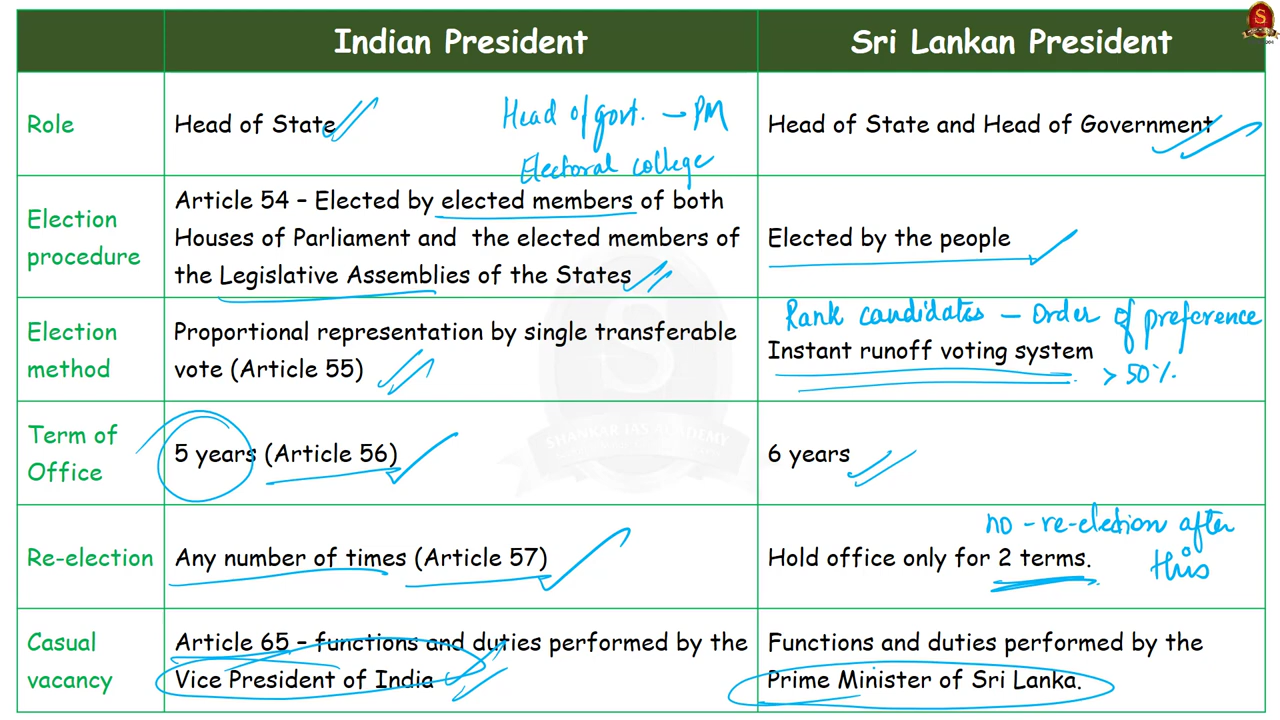 Indian President
Sri Lankan President
Role
Head of State
Head of govt. → PM
Electoral college
Head of State and Head of Government
Election
procedure
Article 54 – Elected by elected members of both
Houses of Parliament and the elected members of
the Legislative Assemblies of the States
Elected by the people
Election
method
Proportional representation by single transferable
vote (Article 55)
Rank candidates – Order of preference
Instant runoff voting system
> 50%
Term of
Office
5 years (Article 56)
6 years
Re-election
Any number of times (Article 57)
no - re-election after
this
Hold office only for 2 terms.
Casual
vacancy
Article 65 – functions and duties performed by the
Vice President of India
Functions and duties performed by the
Prime Minister of Sri Lanka.
SHANKAR IAS ACADEMY
S